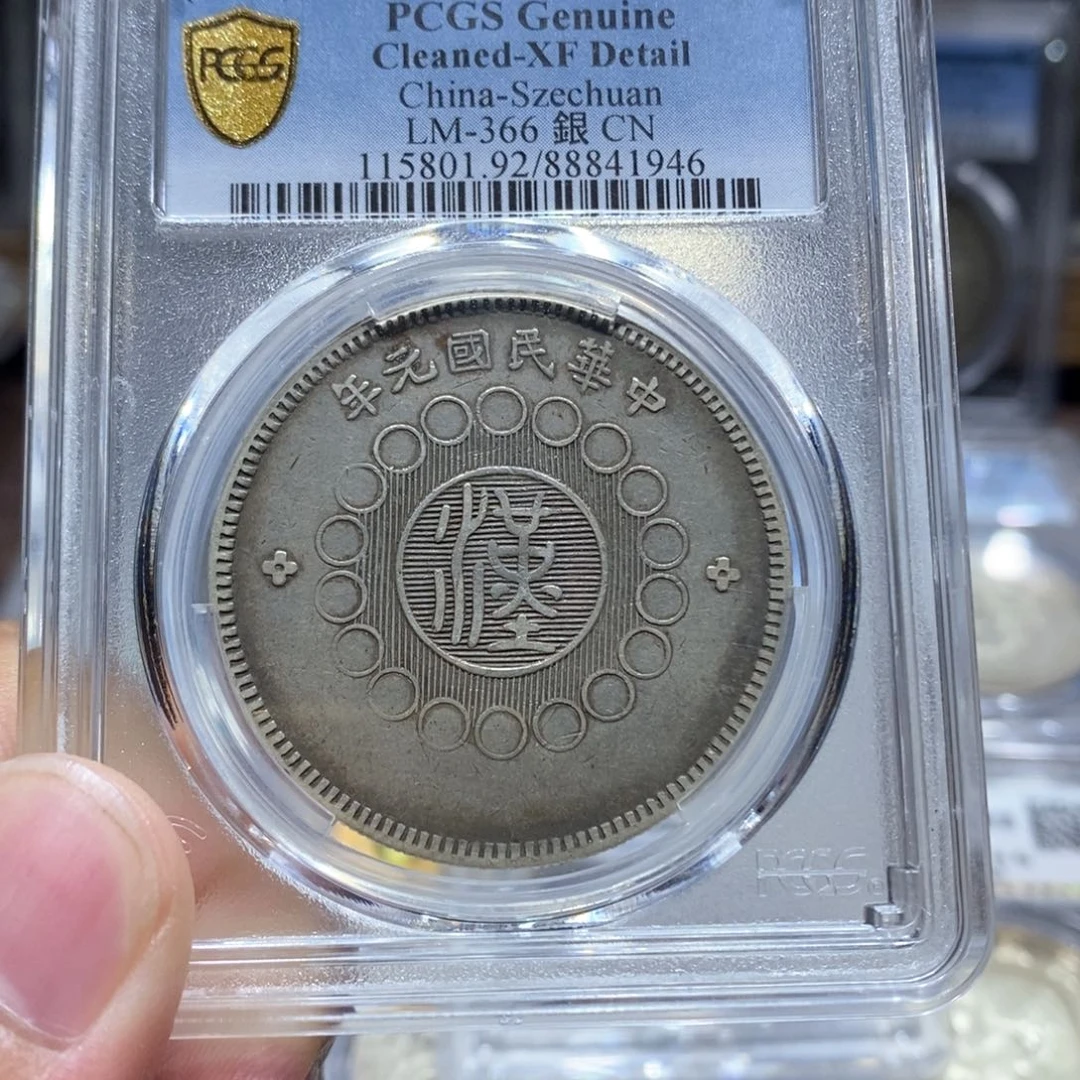 PCGS Genuine
Cleaned-XF Detail
China-Szechuan
LM-366 銀 CN
115801.92/88841946
PCGS
年元國民華中
漢
PCGS